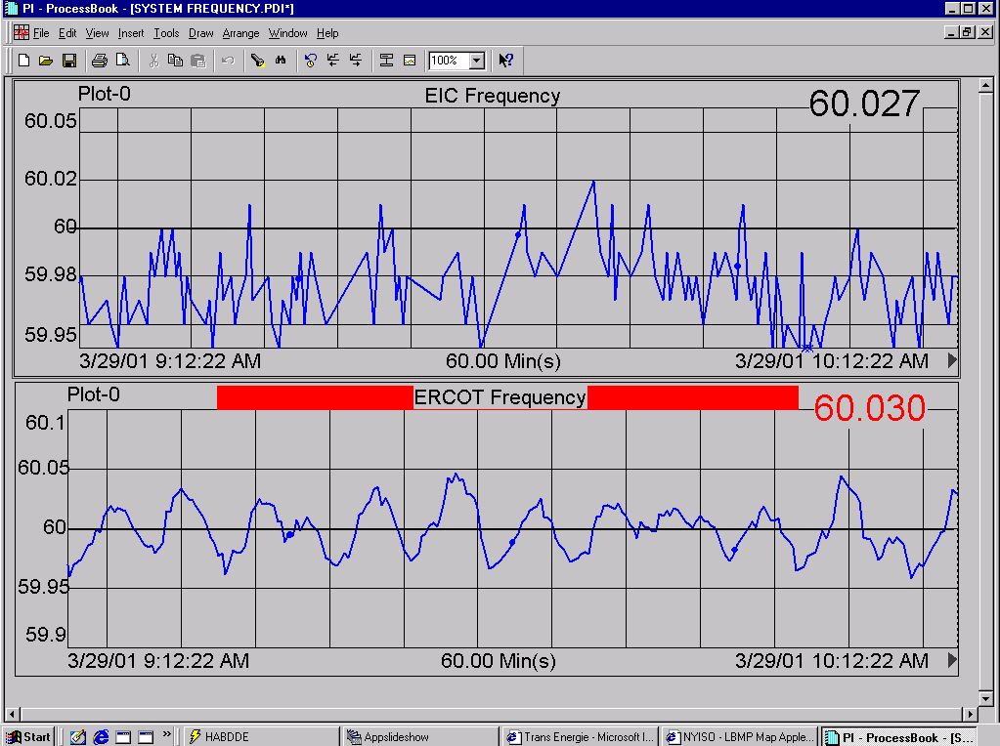 PI - ProcessBook - [SYSTEM FREQUENCY.PDI*]
File Edit View Insert Tools Draw Arrange Window Help
100%
Plot-0 EIC Frequency 60.027
60.05
60.02
60
59.98
59.95
3/29/01 9:12:22 AM 60.00 Min(s) 3/29/01 10:12:22 AM
Plot-0 ERCOT Frequency 60.030
60.1
60.05
60
59.95
59.9
3/29/01 9:12:22 AM 60.00 Min(s) 3/29/01 10:12:22 AM
Start » HABDDE Appslideshow Trans Energie - Microsoft I... NYISO - LBMP Map Apple... PI - ProcessBook - [S...